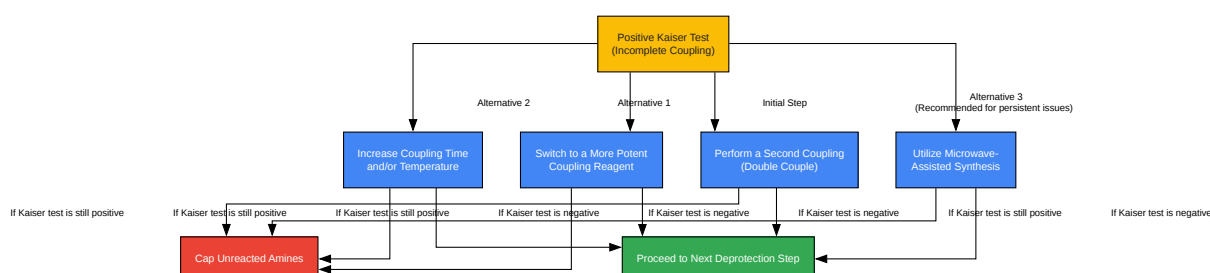 Positive Kaiser Test
(Incomplete Coupling)
Alternative 2
Alternative 1
Initial Step
Alternative 3
(Recommended for persistent issues)
Increase Coupling Time
and/or Temperature
Switch to a More Potent
Coupling Reagent
Perform a Second Coupling
(Double Couple)
Utilize Microwave-
Assisted Synthesis
If Kaiser test is still positive
If Kaiser test is still positive
If Kaiser test is still positive
If Kaiser test is negative
If Kaiser test is negative
If Kaiser test is negative
If Kaiser test is still positive
If Kaiser test is negative
Cap Unreacted Amines
Proceed to Next Deprotection Step